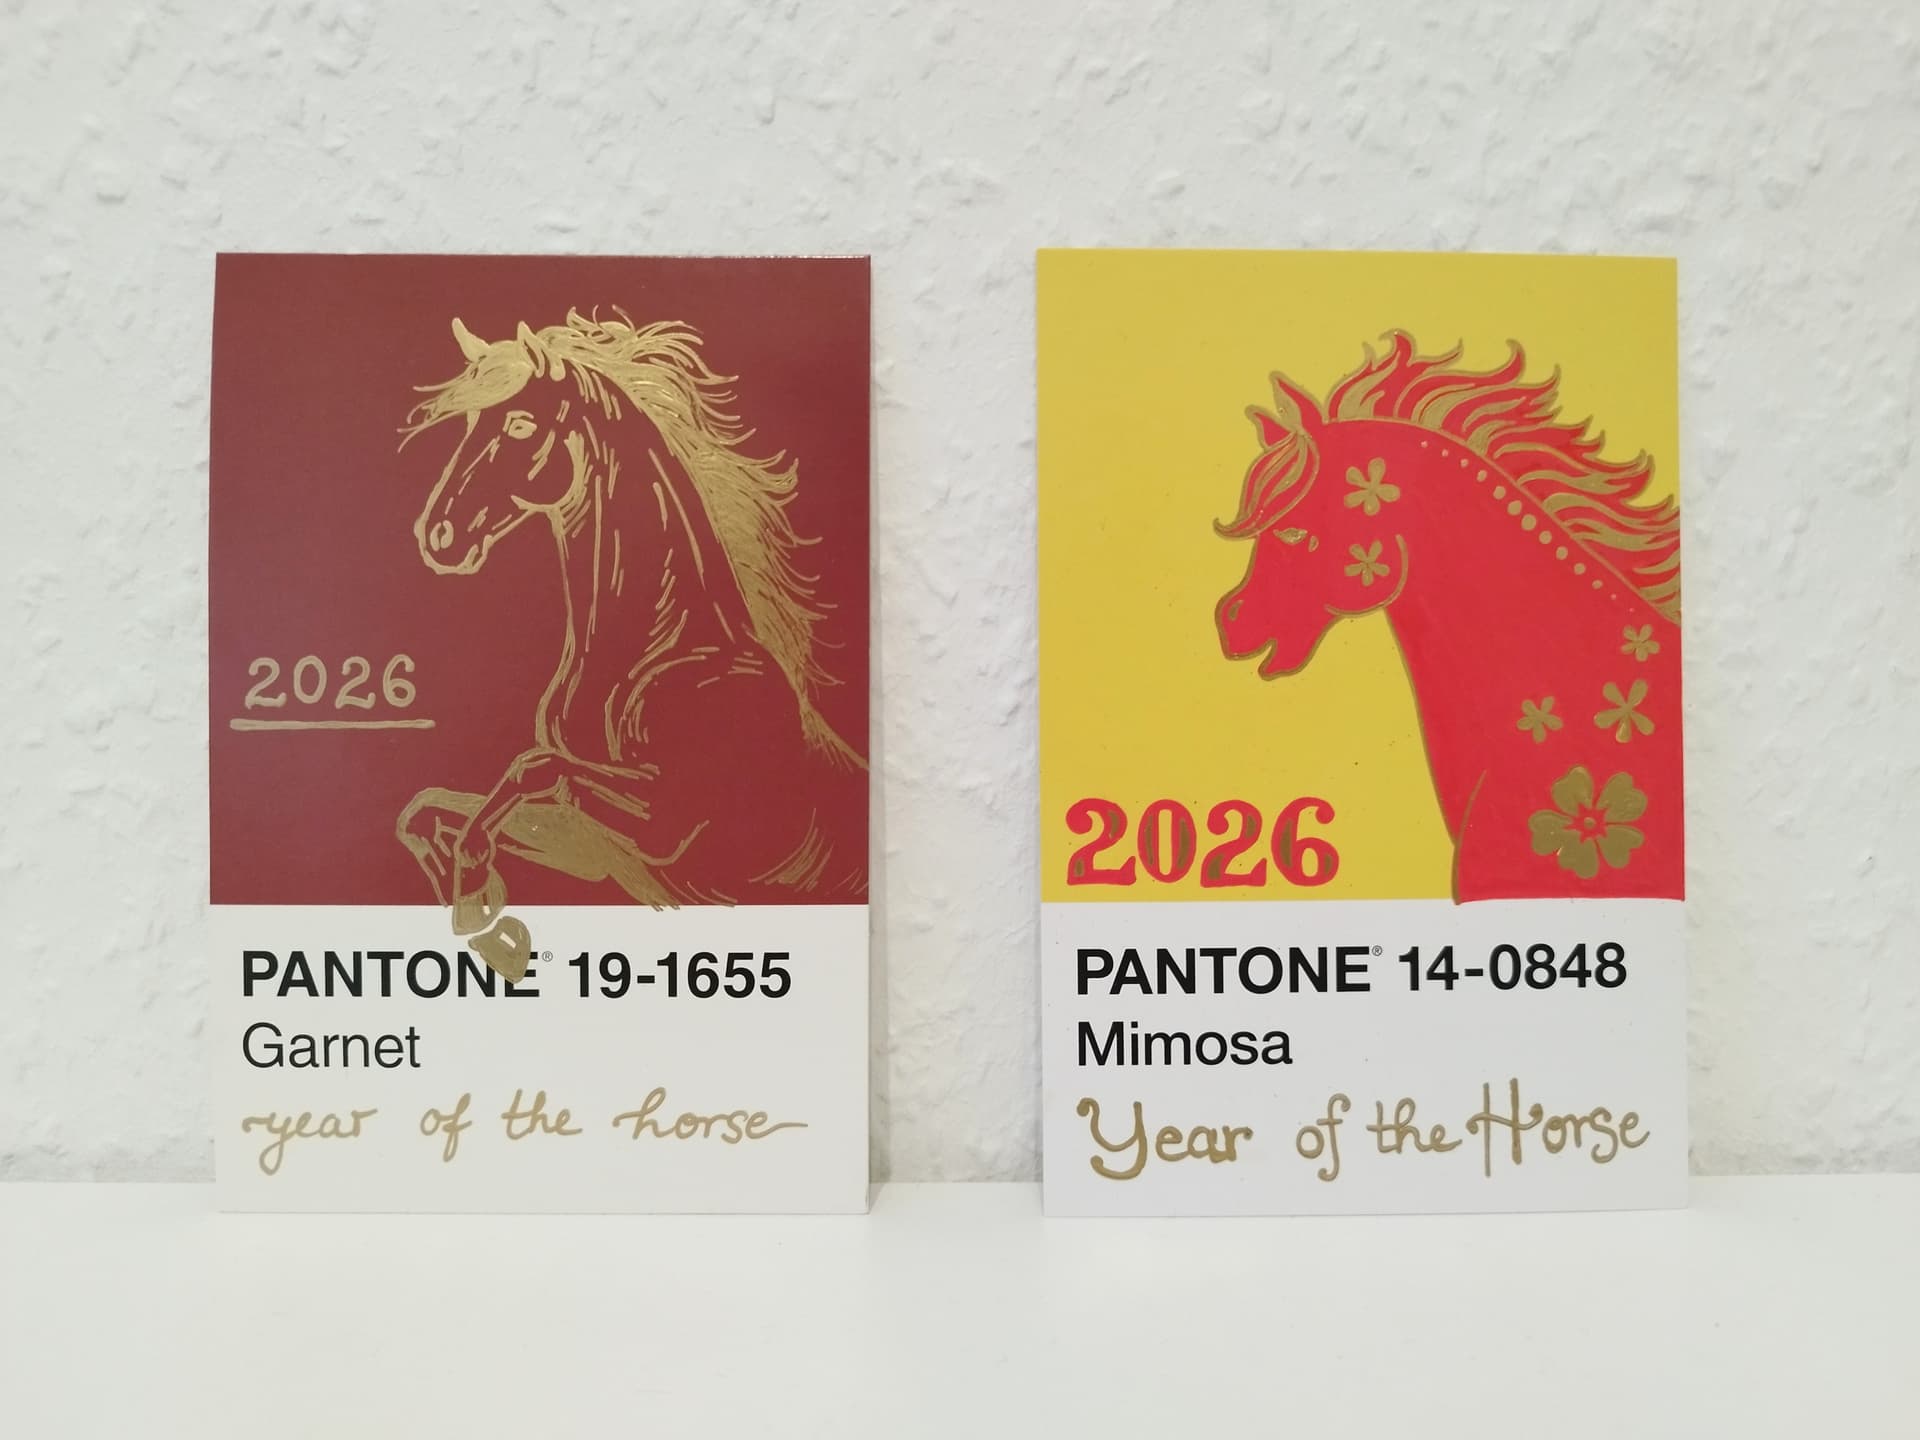 2026
PANTONE® 19-1655
Garnet
year of the horse
2026
PANTONE® 14-0848
Mimosa
Year of the Horse